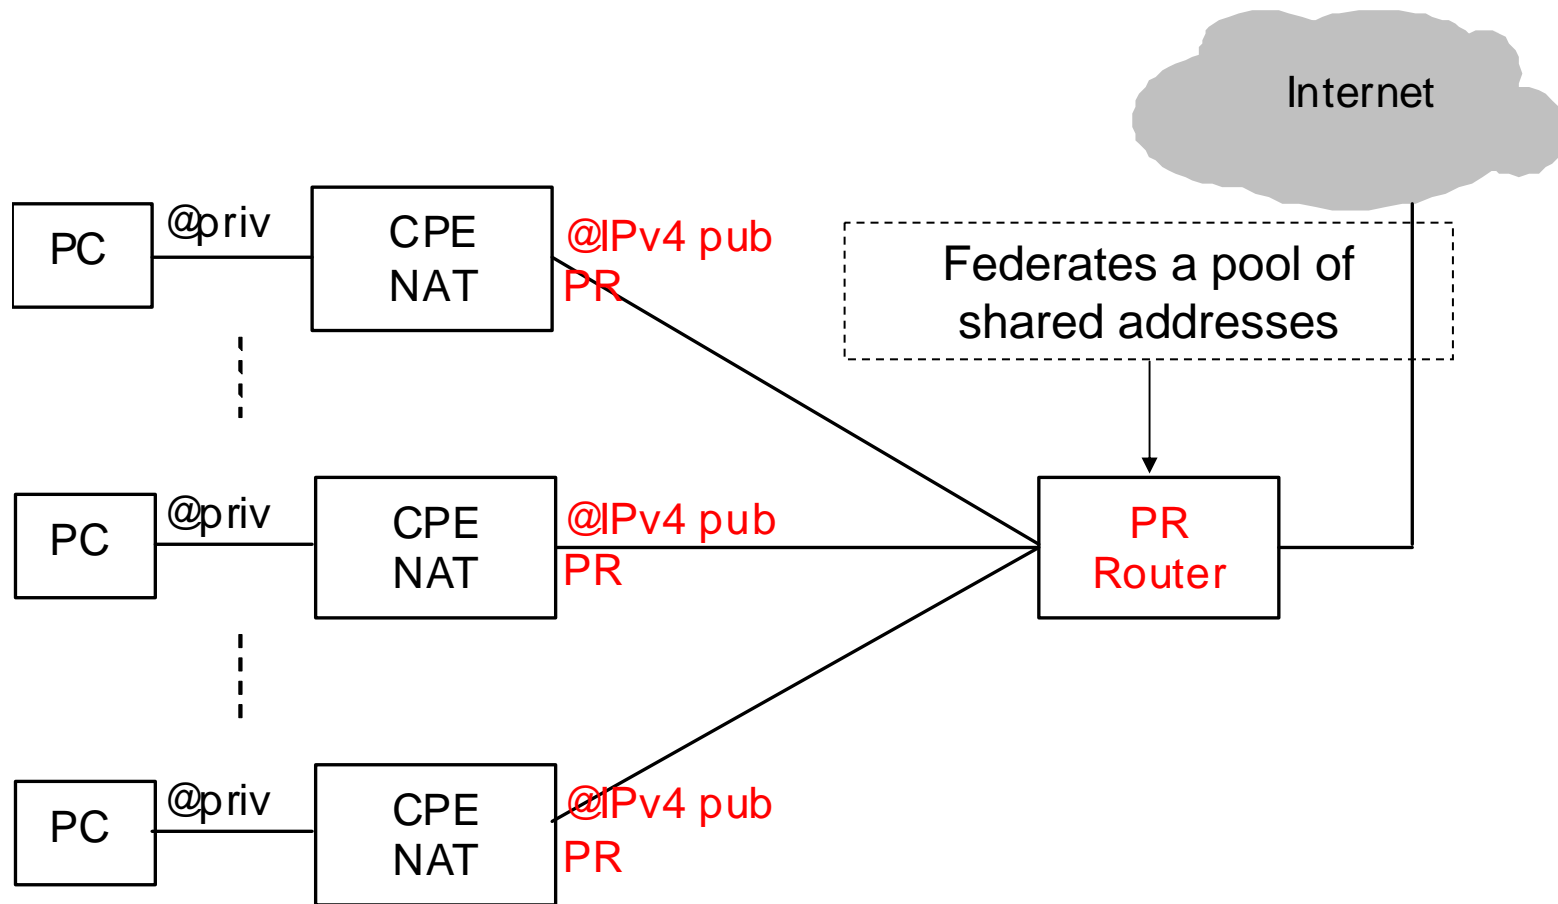 Internet
PC
@priv
CPE
NAT
@IPv4 pub
PR
Federates a pool of
shared addresses
PC
@priv
CPE
NAT
@IPv4 pub
PR
PR
Router
PC
@priv
CPE
NAT
@IPv4 pub
PR